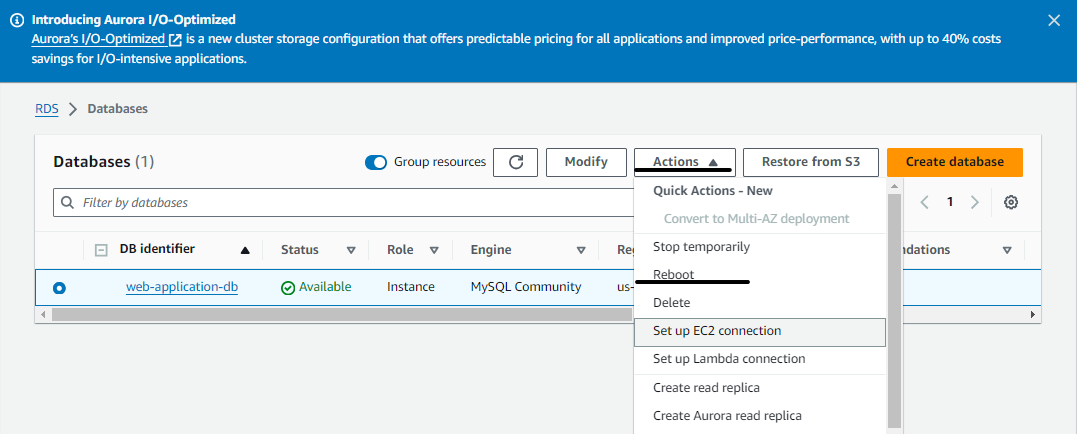 Introducing Aurora I/O-Optimized
Aurora's I/O-Optimized is a new cluster storage configuration that offers predictable pricing for all applications and improved price-performance, with up to 40% costs
savings for I/O-intensive applications.
RDS > Databases
Databases (1)
Group resources
Modify
Actions
Restore from S3
Create database
Filter by databases
1
Quick Actions - New
Convert to Multi-AZ deployment
Stop temporarily
Reboot
Delete
Set up EC2 connection
Set up Lambda connection
Create read replica
Create Aurora read replica
DB identifier
Status
Role
Engine
Reg
ndations
web-application-db
Available
Instance
MySQL Community
us-